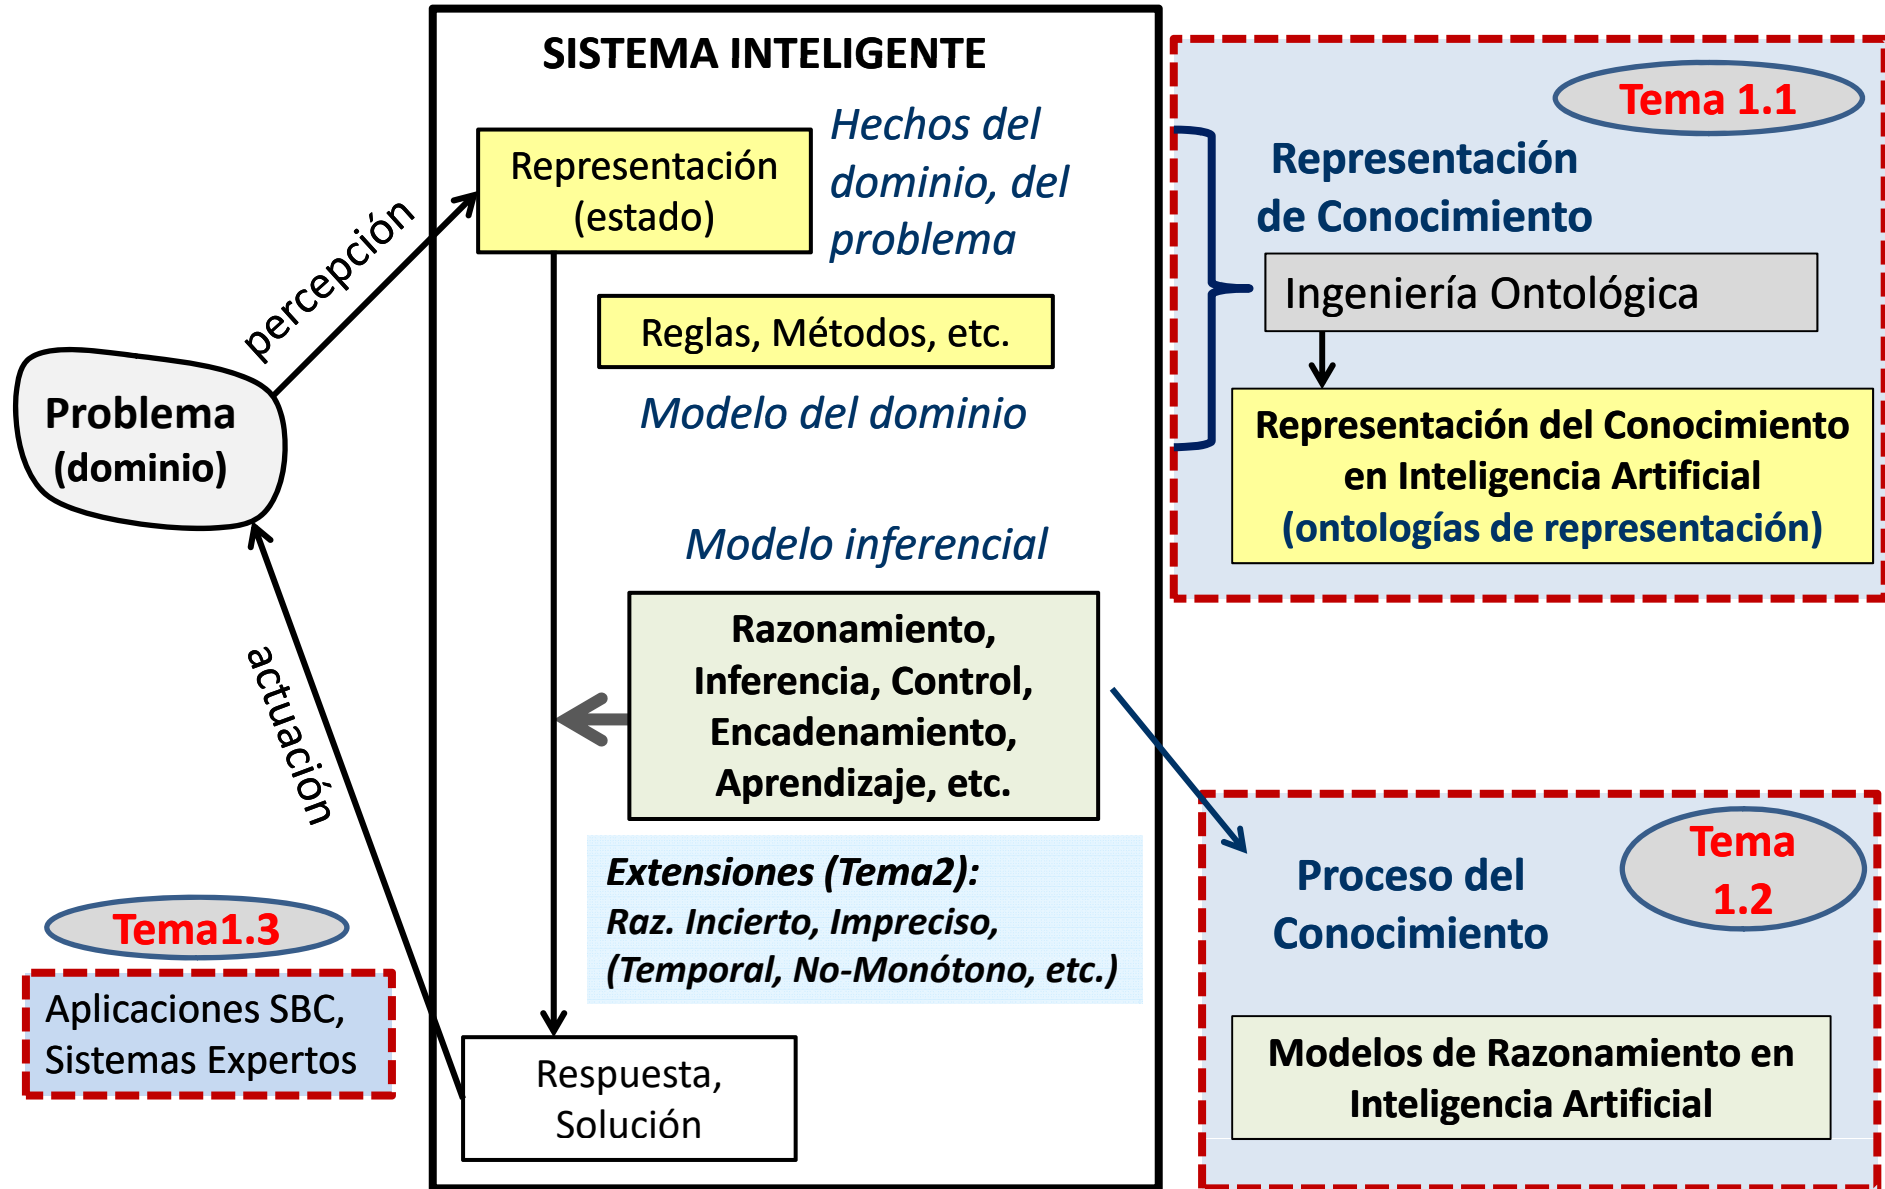 SISTEMA INTELIGENTE
Representación
(estado)
Hechos del
dominio, del
problema
percepción
Reglas, Métodos, etc.
Modelo del dominio
Problema
(dominio)
Modelo inferencial
Razonamiento,
Inferencia, Control,
Encadenamiento,
Aprendizaje, etc.
actuación
Extensiones (Tema2):
Raz. Incierto, Impreciso,
(Temporal, No-Monótono, etc.)
Tema1.3
Aplicaciones SBC,
Sistemas Expertos
Respuesta,
Solución
Tema 1.1
Representación
de Conocimiento
Ingeniería Ontológica
Representación del Conocimiento
en Inteligencia Artificial
(ontologías de representación)
Tema
1.2
Proceso del
Conocimiento
Modelos de Razonamiento en
Inteligencia Artificial